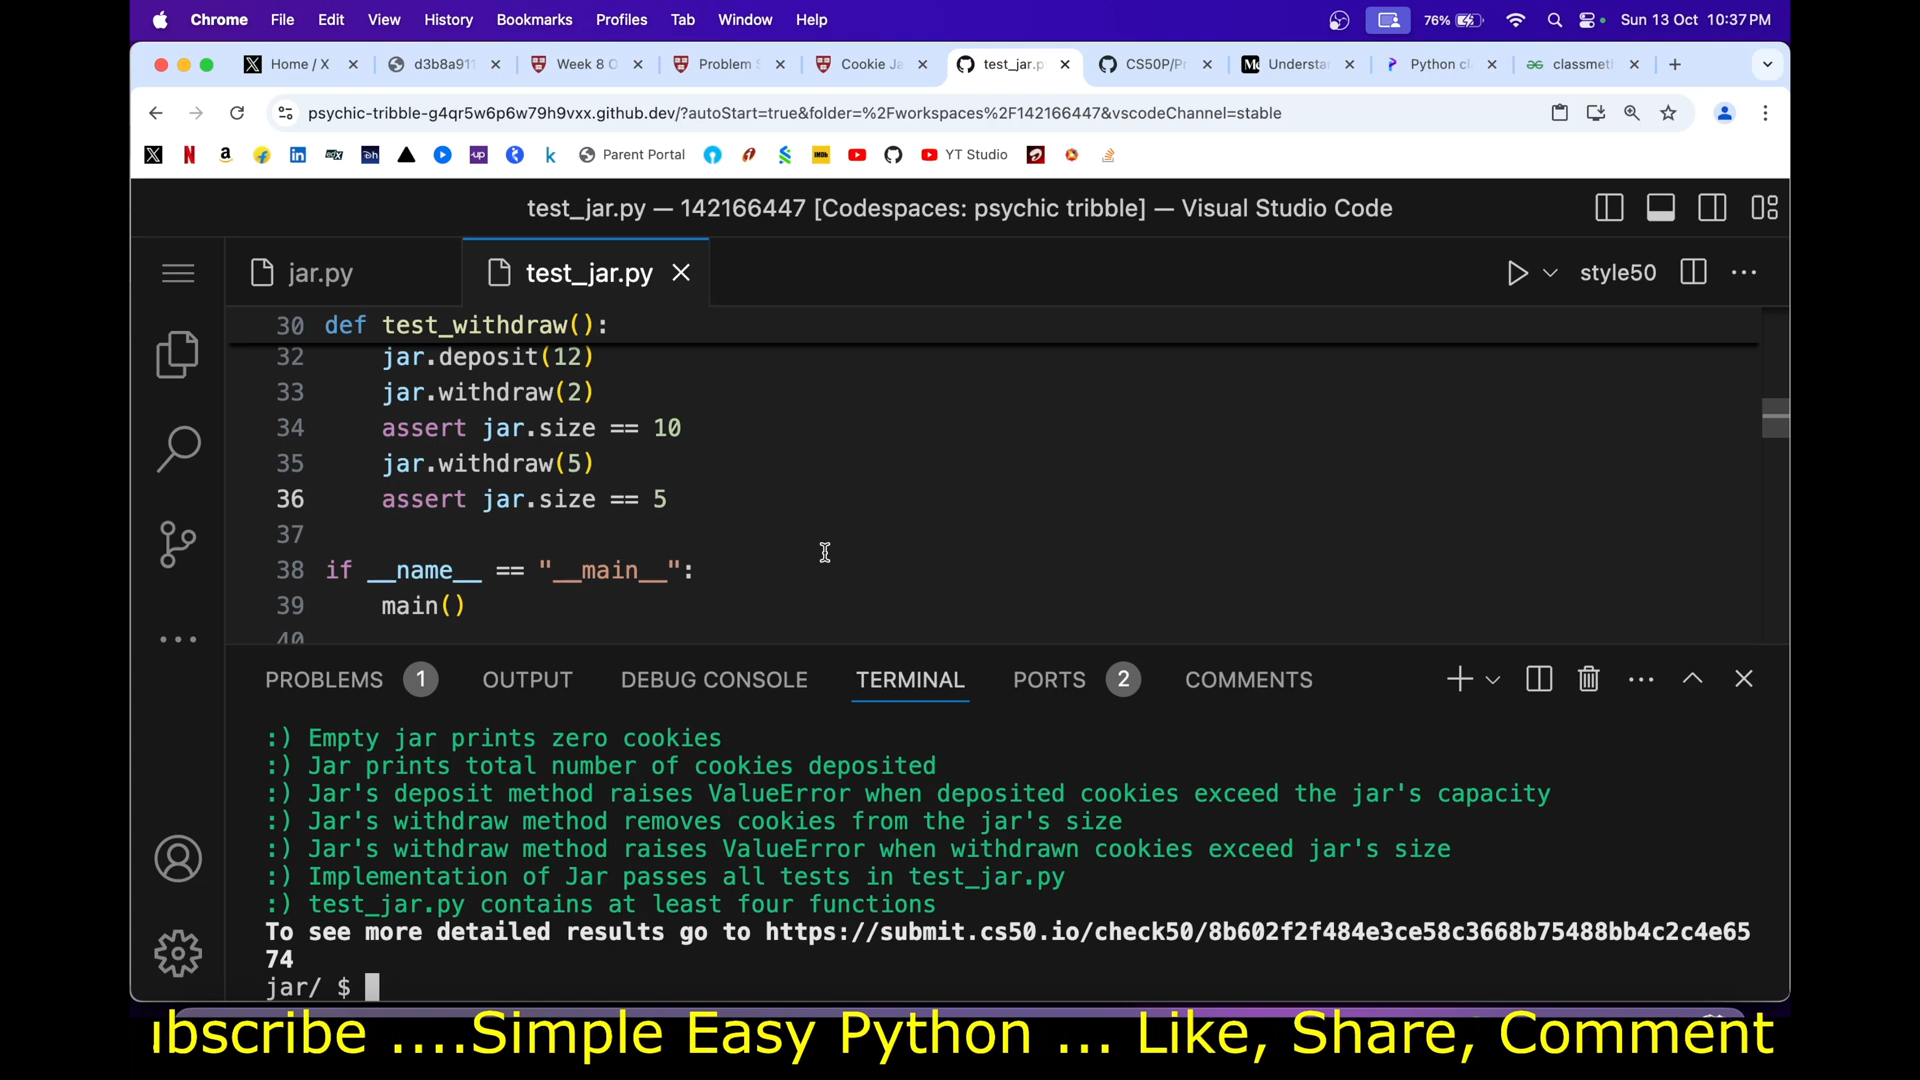 Chrome File Edit View History Bookmarks Profiles Tab Window Help 76% Sun 13 Oct 10:37 PM
Home / X d3b8a911 Week 8 O Problem S Cookie Ja test_jar.p CS50P/Pr Understa Python cl classmet
psychic-tribble-g4qr5w6p6w79h9vxx.github.dev/?autoStart=true&folder=%2Fworkspaces%2F142166447&vscodeChannel=stable
Parent Portal YT Studio
test_jar.py — 142166447 [Codespaces: psychic tribble] — Visual Studio Code
jar.py test_jar.py style50
30 def test_withdraw():
32 jar.deposit(12)
33 jar.withdraw(2)
34 assert jar.size == 10
35 jar.withdraw(5)
36 assert jar.size == 5
37
38 if __name__ == "__main__":
39 main()
40
PROBLEMS 1 OUTPUT DEBUG CONSOLE TERMINAL PORTS 2 COMMENTS
:) Empty jar prints zero cookies
:) Jar prints total number of cookies deposited
:) Jar's deposit method raises ValueError when deposited cookies exceed the jar's capacity
:) Jar's withdraw method removes cookies from the jar's size
:) Jar's withdraw method raises ValueError when withdrawn cookies exceed jar's size
:) Implementation of Jar passes all tests in test_jar.py
:) test_jar.py contains at least four functions
To see more detailed results go to https://submit.cs50.io/check50/8b602f2f484e3ce58c3668b75488bb4c2c4e65
74
jar/ $
ubscribe ....Simple Easy Python ... Like, Share, Comment